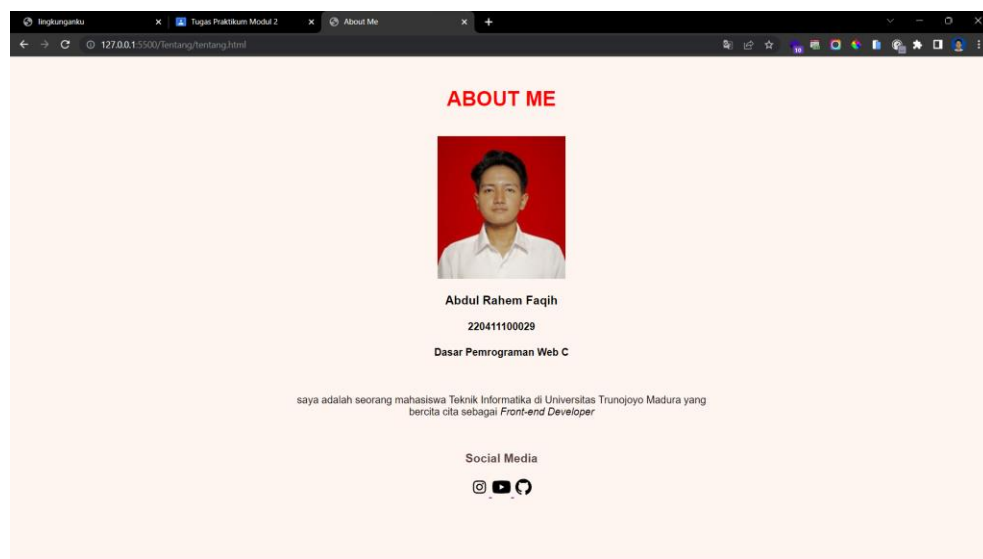 lingkunganku
Tugas Praktikum Modul 2
About Me
127.0.0.1:5500/Tentang/tentang.html
10
ABOUT ME
Abdul Rahem Faqih
220411100029
Dasar Pemrograman Web C
saya adalah seorang mahasiswa Teknik Informatika di Universitas Trunojoyo Madura yang
bercita cita sebagai Front-end Developer
Social Media